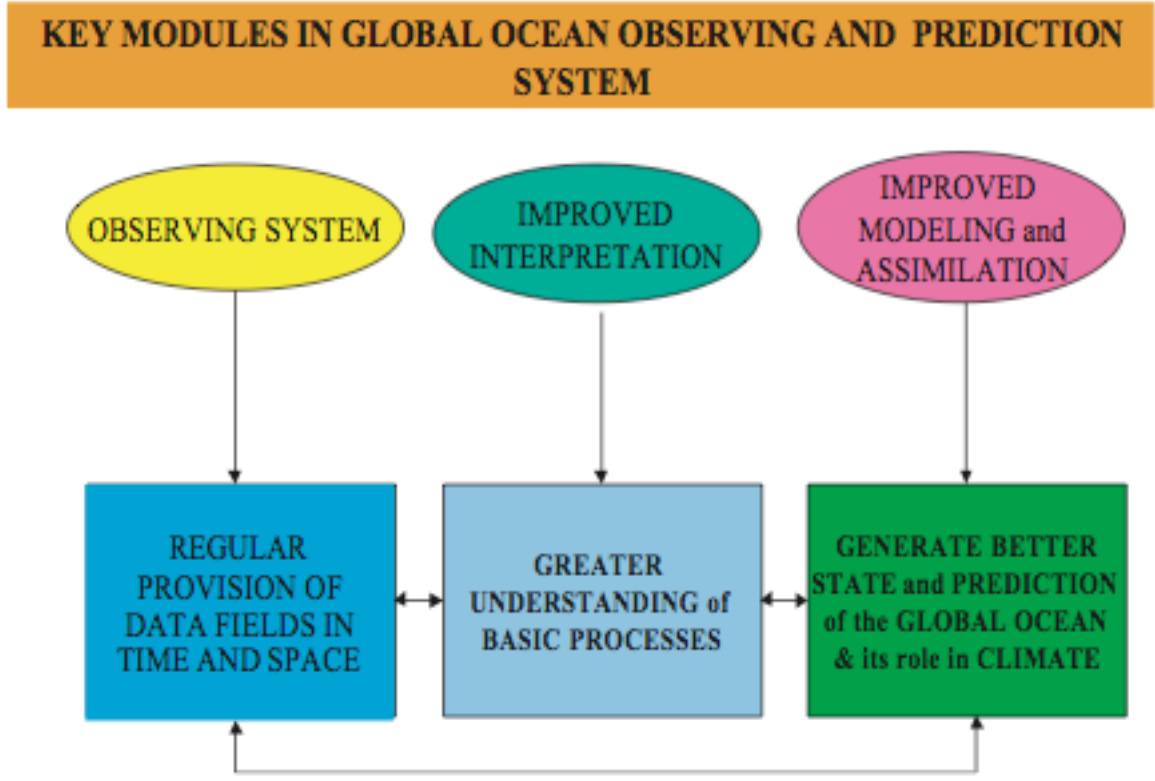 KEY MODULES IN GLOBAL OCEAN OBSERVING AND PREDICTION
SYSTEM
OBSERVING SYSTEM
IMPROVED
INTERPRETATION
IMPROVED
MODELING and
ASSIMILATION
REGULAR
PROVISION OF
DATA FIELDS IN
TIME AND SPACE
GREATER
UNDERSTANDING of
BASIC PROCESSES
GENERATE BETTER
STATE and PREDICTION
of the GLOBAL OCEAN
& its role in CLIMATE